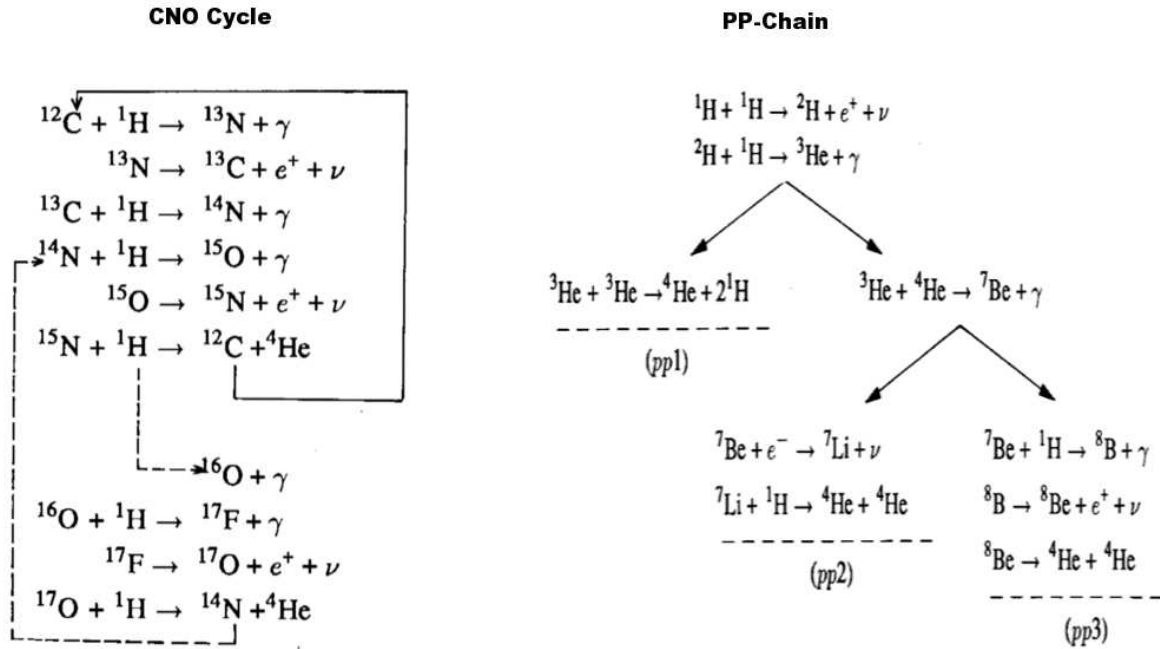 CNO Cycle
¹²C + ¹H → ¹³N + γ
¹³N → ¹³C + e⁺ + ν
¹³C + ¹H → ¹⁴N + γ
¹⁴N + ¹H → ¹⁵O + γ
¹⁵O → ¹⁵N + e⁺ + ν
¹⁵N + ¹H → ¹²C + ⁴He
¹⁶O + γ
¹⁶O + ¹H → ¹⁷F + γ
¹⁷F → ¹⁷O + e⁺ + ν
¹⁷O + ¹H → ¹⁴N + ⁴He
PP-Chain
¹H + ¹H → ²H + e⁺ + ν
²H + ¹H → ³He + γ
³He + ³He → ⁴He + 2¹H
(pp1)
³He + ⁴He → ⁷Be + γ
⁷Be + e⁻ → ⁷Li + ν
⁷Li + ¹H → ⁴He + ⁴He
(pp2)
⁷Be + ¹H → ⁸B + γ
⁸B → ⁸Be + e⁺ + ν
⁸Be → ⁴He + ⁴He
(pp3)